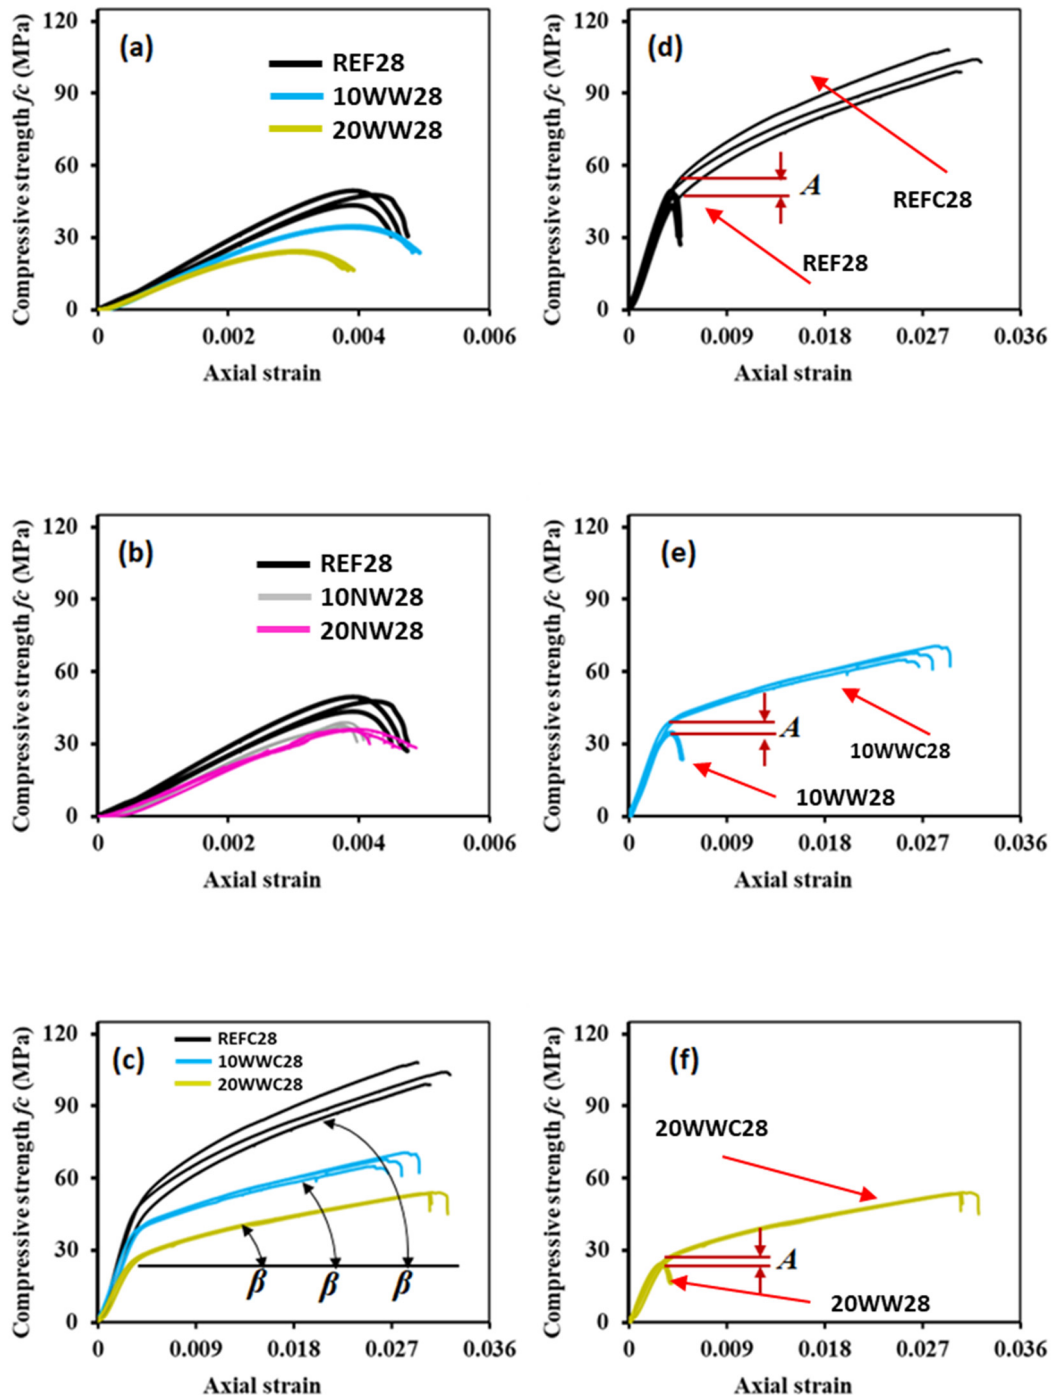 (a)
Compressive strength fc (MPa)
120
90
60
30
0
REF28
10WW28
20WW28
0 0.002 0.004 0.006
Axial strain
(d)
Compressive strength fc (MPa)
120
90
60
30
0
A
REFC28
REF28
0 0.009 0.018 0.027 0.036
Axial strain
(b)
Compressive strength fc (MPa)
120
90
60
30
0
REF28
10NW28
20NW28
0 0.002 0.004 0.006
Axial strain
(e)
Compressive strength fc (MPa)
120
90
60
30
0
A
10WWC28
10WW28
0 0.009 0.018 0.027 0.036
Axial strain
(c)
Compressive strength fc (MPa)
120
90
60
30
0
REFC28
10WWC28
20WWC28
β β β
0 0.009 0.018 0.027 0.036
Axial strain
(f)
Compressive strength fc (MPa)
120
90
60
30
0
20WWC28
A
20WW28
0 0.009 0.018 0.027 0.036
Axial strain